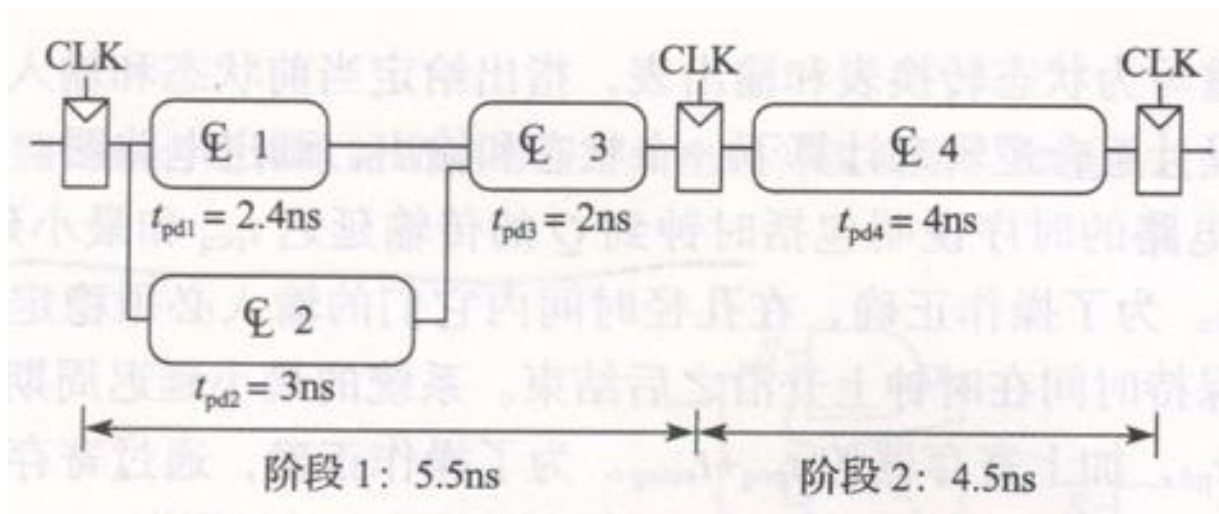 CLK
CLK
CLK
CL 1
CL 3
CL 4
t_pd1 = 2.4ns
t_pd3 = 2ns
t_pd4 = 4ns
CL 2
t_pd2 = 3ns
阶段 1：5.5ns
阶段 2：4.5ns